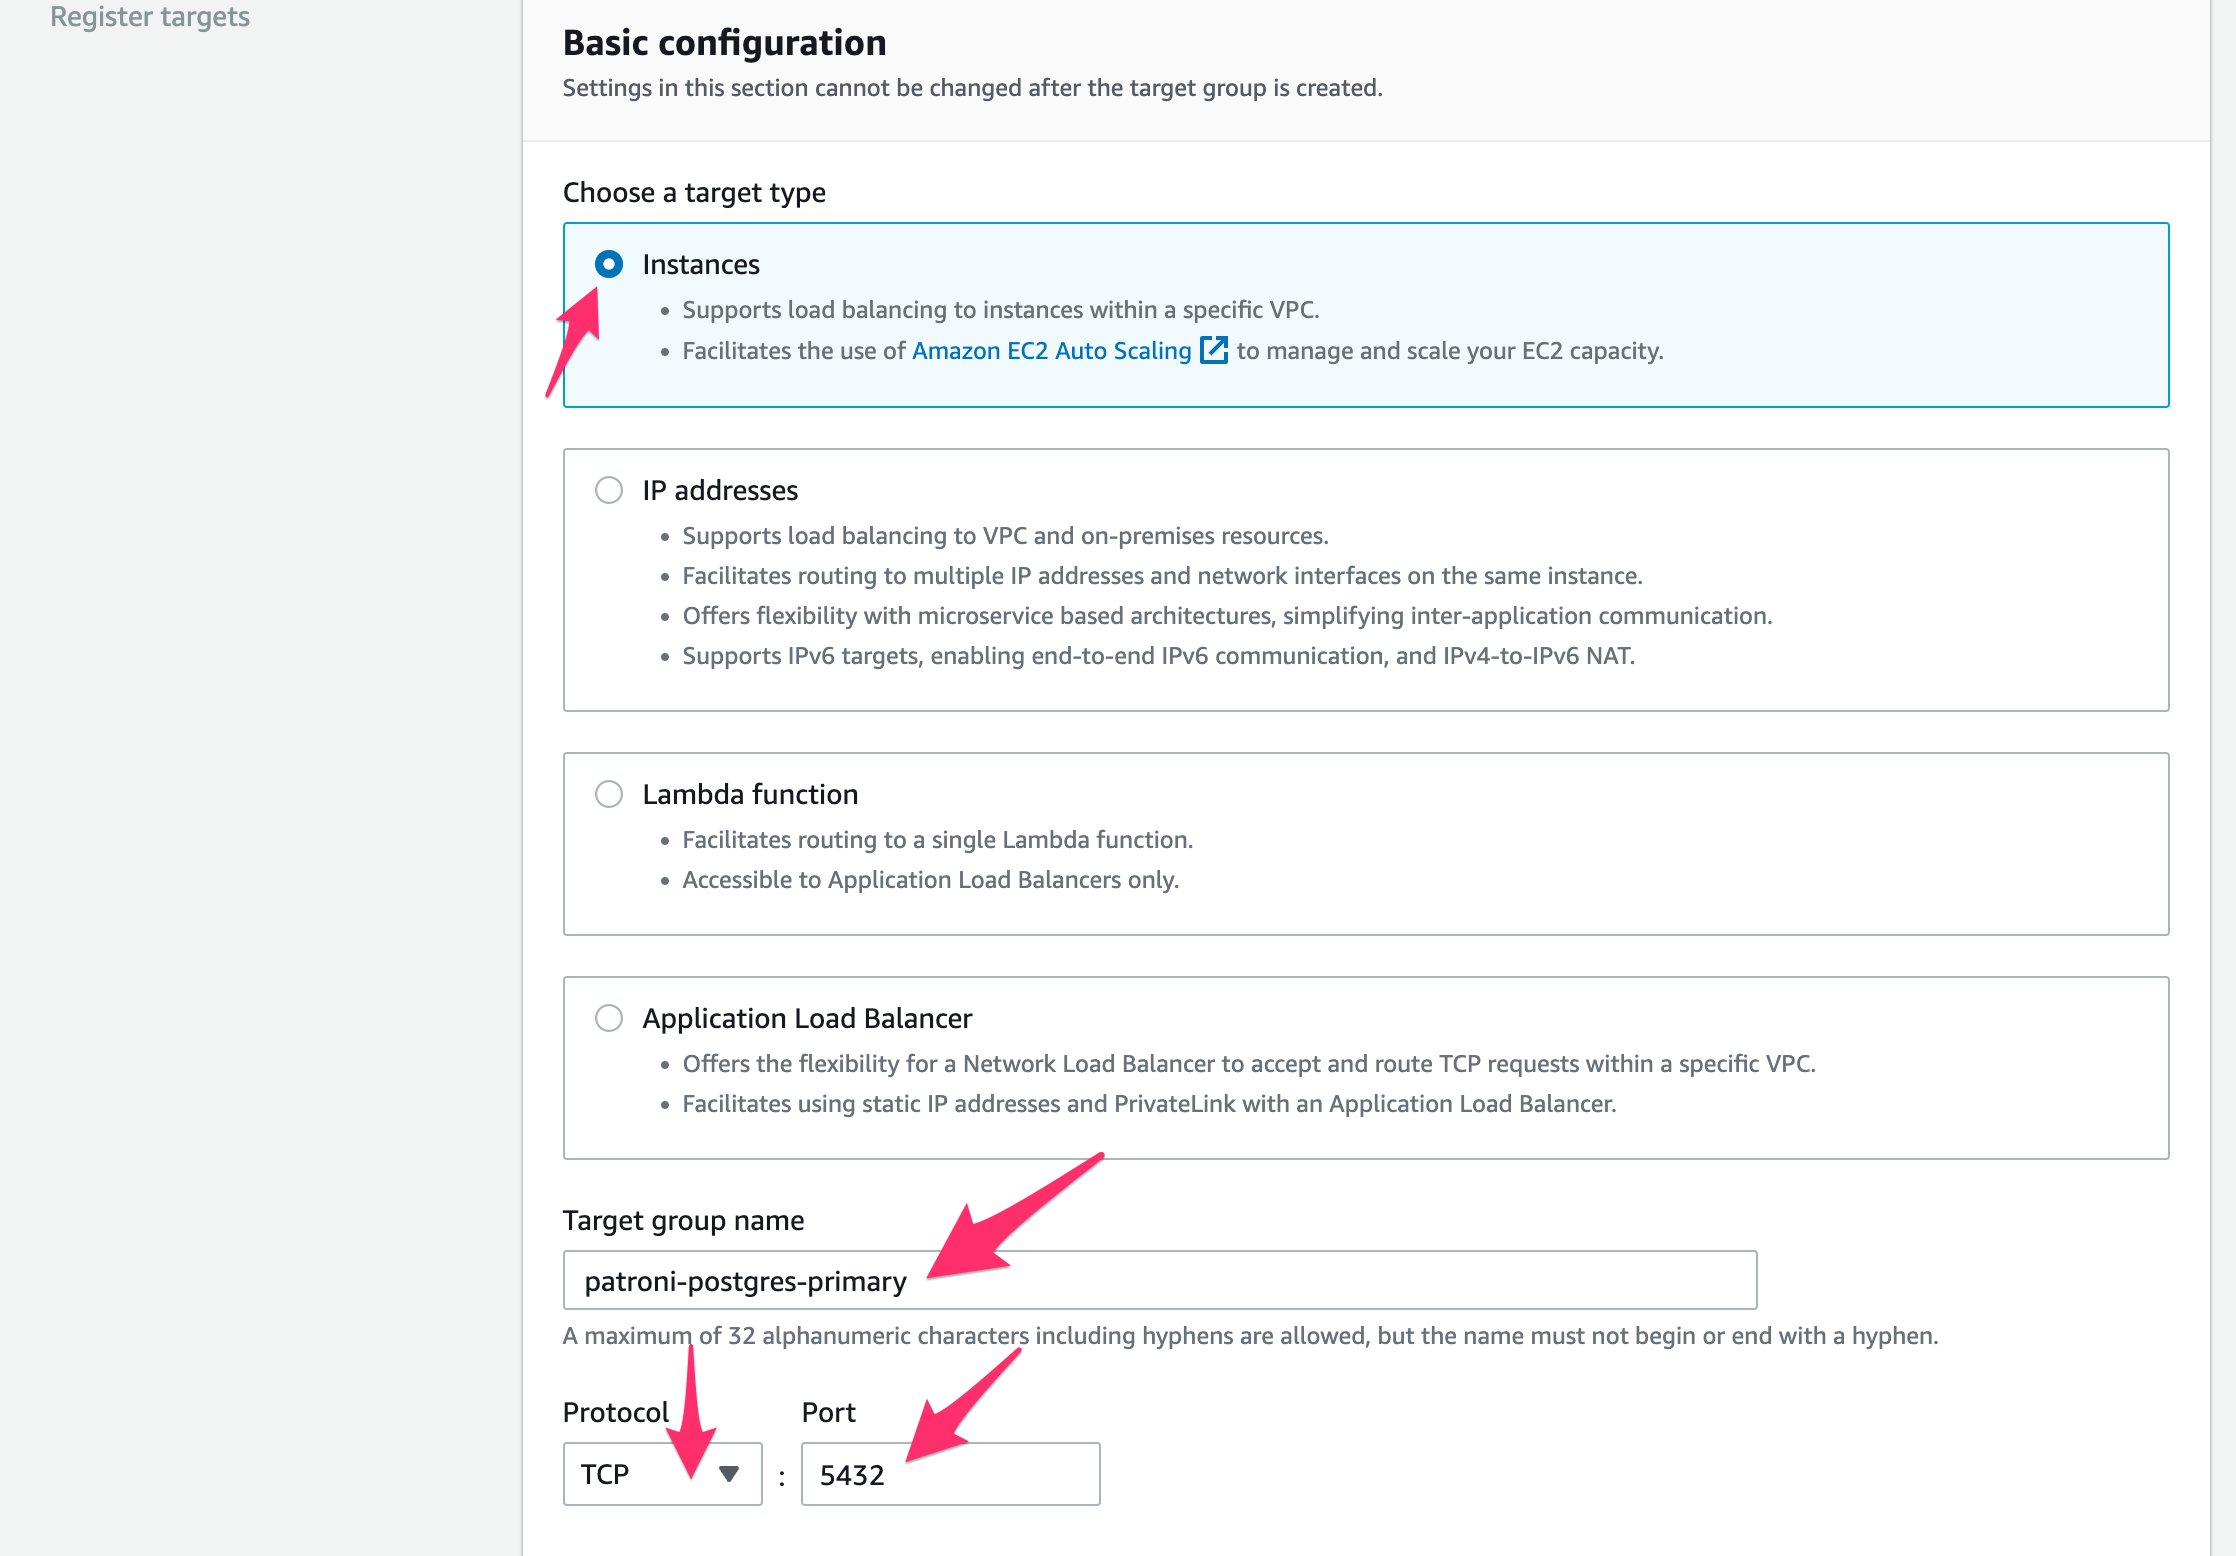 Register targets
Basic configuration
Settings in this section cannot be changed after the target group is created.
Choose a target type
Instances
• Supports load balancing to instances within a specific VPC.
• Facilitates the use of Amazon EC2 Auto Scaling to manage and scale your EC2 capacity.
IP addresses
• Supports load balancing to VPC and on-premises resources.
• Facilitates routing to multiple IP addresses and network interfaces on the same instance.
• Offers flexibility with microservice based architectures, simplifying inter-application communication.
• Supports IPv6 targets, enabling end-to-end IPv6 communication, and IPv4-to-IPv6 NAT.
Lambda function
• Facilitates routing to a single Lambda function.
• Accessible to Application Load Balancers only.
Application Load Balancer
• Offers the flexibility for a Network Load Balancer to accept and route TCP requests within a specific VPC.
• Facilitates using static IP addresses and PrivateLink with an Application Load Balancer.
Target group name
patroni-postgres-primary
A maximum of 32 alphanumeric characters including hyphens are allowed, but the name must not begin or end with a hyphen.
Protocol Port
TCP : 5432